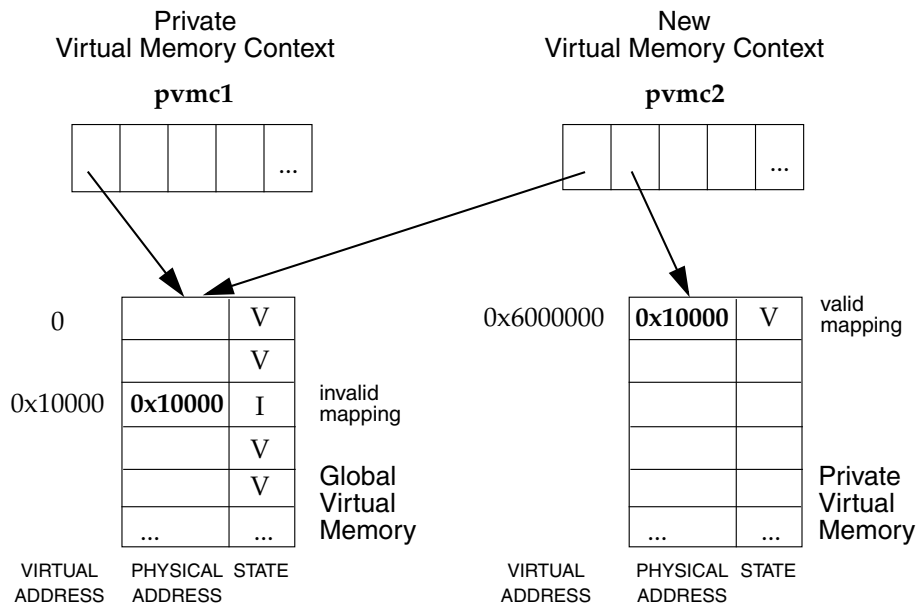 Private
Virtual Memory Context
pvmc1
...
New
Virtual Memory Context
pvmc2
...
0 V
V
0x10000 0x10000 I
invalid
mapping
V
V
... ...
Global
Virtual
Memory
VIRTUAL
ADDRESS
PHYSICAL
ADDRESS
STATE
0x6000000 0x10000 V
valid
mapping
... ...
Private
Virtual
Memory
VIRTUAL
ADDRESS
PHYSICAL
ADDRESS
STATE